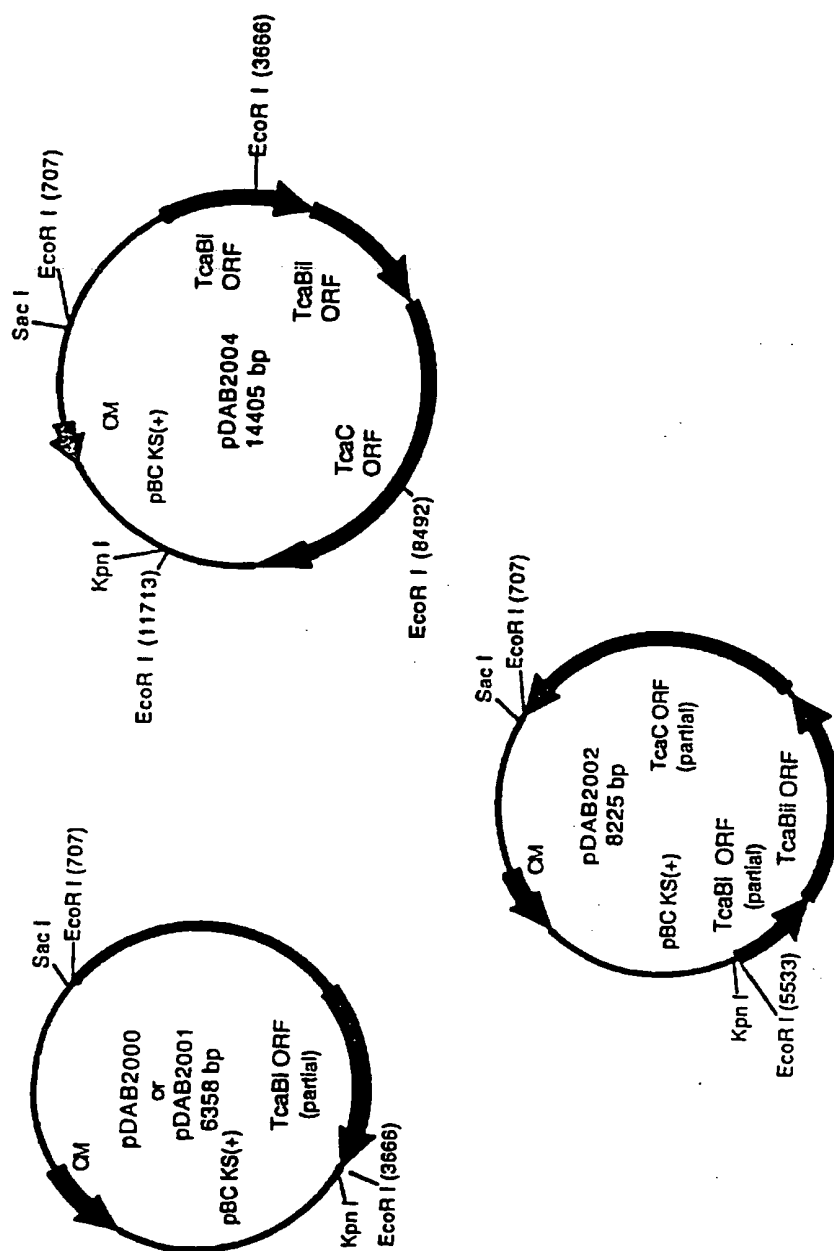 Sac I
EcoR I (707)
CM
pDAB2000
or
pDAB2001
6358 bp
pBC KS(+)
TcaBi ORF
(partial)
Kpn I
EcoR I (3666)
Sac I
EcoR I (707)
EcoR I (3666)
CM
pBC KS(+)
TcaBi
ORF
TcaBii
ORF
pDAB2004
14405 bp
TcaC
ORF
Kpn I
EcoR I (11713)
EcoR I (8492)
Sac I
EcoR I (707)
CM
pDAB2002
8225 bp
TcaC ORF
(partial)
pBC KS(+)
TcaBi ORF
(partial)
TcaBii ORF
Kpn I
EcoR I (5533)